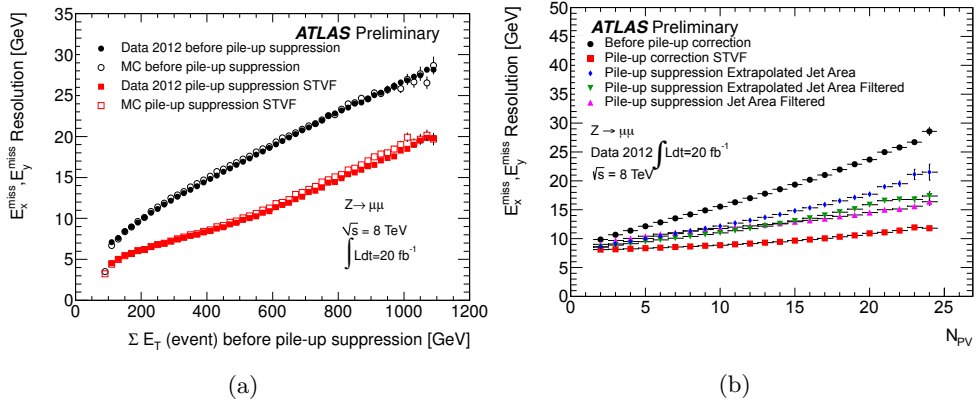 ATLAS Preliminary
Data 2012 before pile-up suppression
MC before pile-up suppression
Data 2012 pile-up suppression STVF
MC pile-up suppression STVF
Z → μμ
√s = 8 TeV
∫Ldt=20 fb⁻¹
E_x^miss, E_y^miss Resolution [GeV]
40
35
30
25
20
15
10
5
0
0 200 400 600 800 1000 1200
Σ E_T (event) before pile-up suppression [GeV]
(a)
ATLAS Preliminary
Before pile-up correction
Pile-up correction STVF
Pile-up suppression Extrapolated Jet Area
Pile-up suppression Extrapolated Jet Area Filtered
Pile-up suppression Jet Area Filtered
Z → μμ
Data 2012 ∫Ldt=20 fb⁻¹
√s = 8 TeV
E_x^miss, E_y^miss Resolution [GeV]
50
45
40
35
30
25
20
15
10
5
0
0 5 10 15 20 25
N_PV
(b)